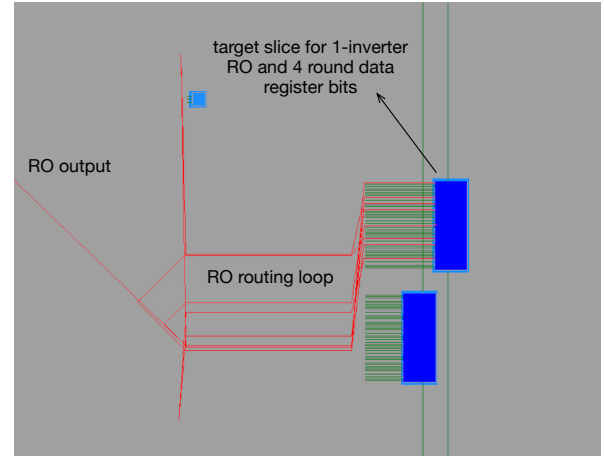 target slice for 1-inverter
RO and 4 round data
register bits
RO output
RO routing loop